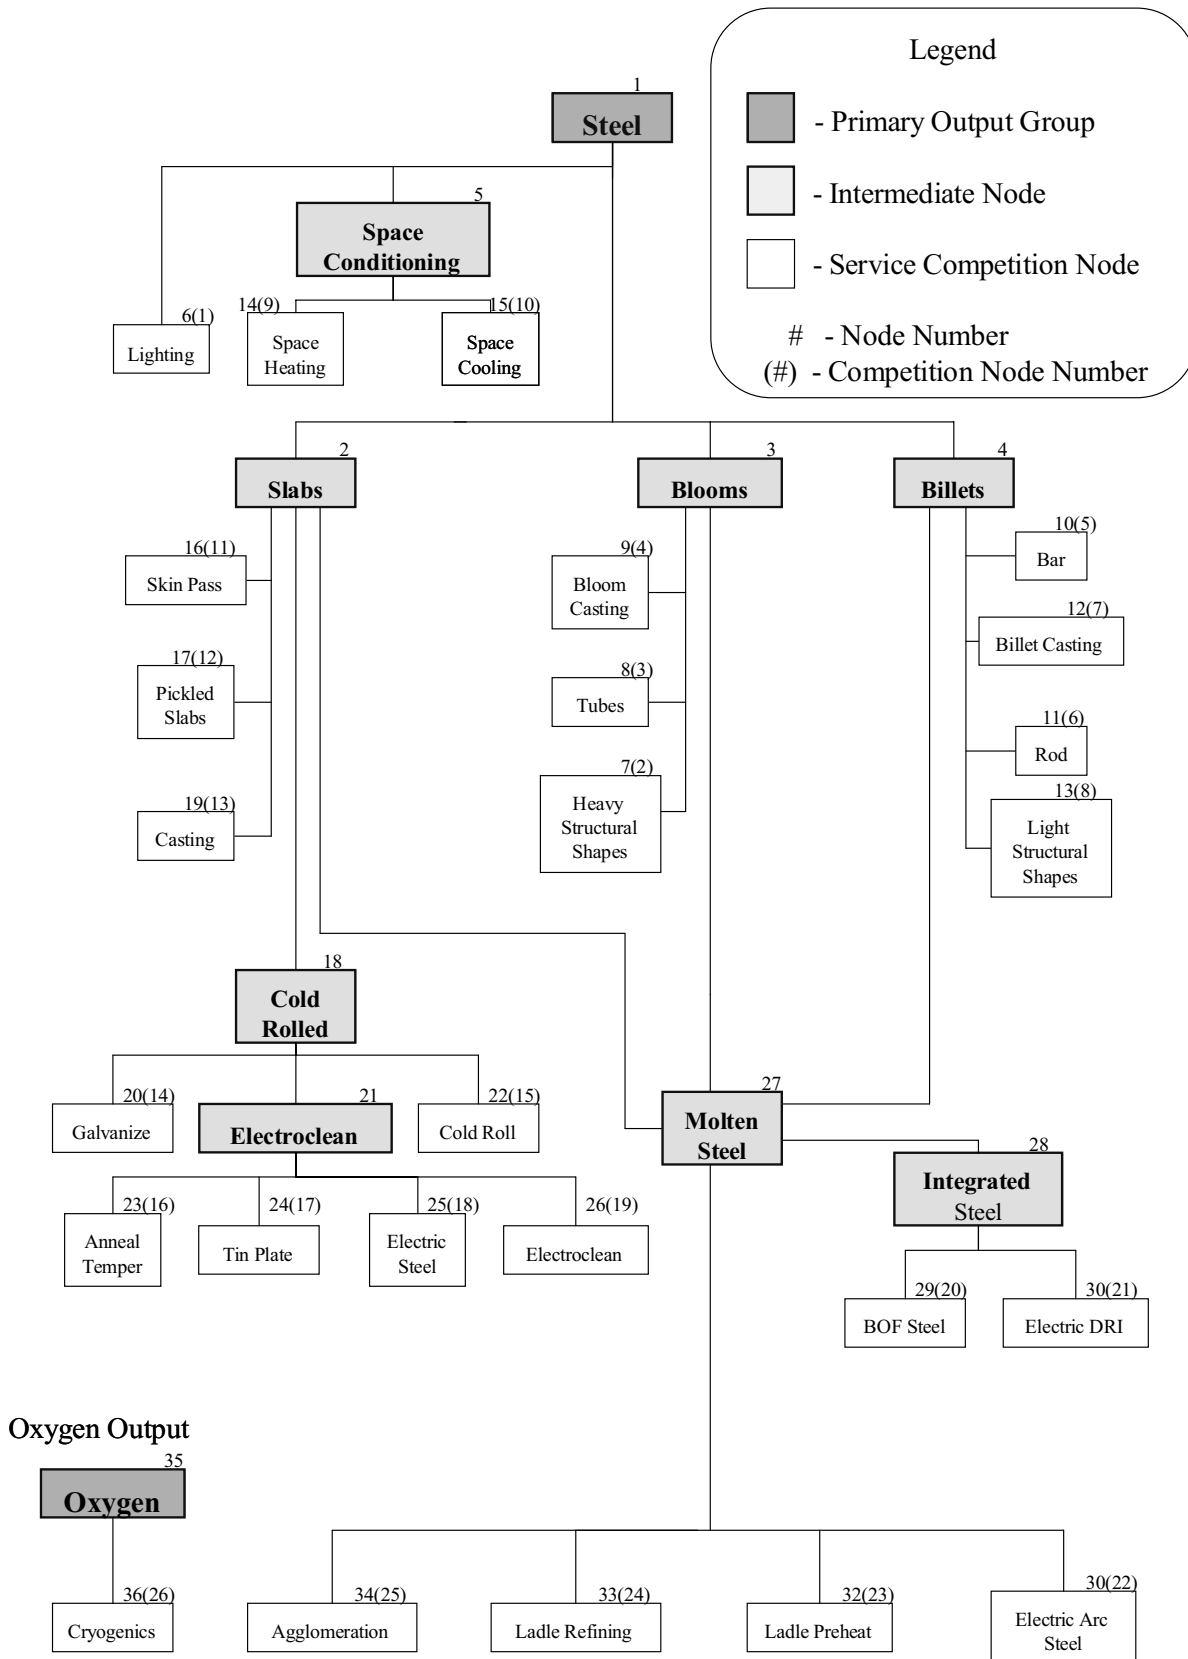 Legend
- Primary Output Group
- Intermediate Node
- Service Competition Node
# - Node Number
(#) - Competition Node Number
1
Steel
5
Space
Conditioning
6(1)
Lighting
14(9)
Space
Heating
15(10)
Space
Cooling
2
Slabs
3
Blooms
4
Billets
16(11)
Skin Pass
17(12)
Pickled
Slabs
19(13)
Casting
9(4)
Bloom
Casting
8(3)
Tubes
7(2)
Heavy
Structural
Shapes
10(5)
Bar
12(7)
Billet Casting
11(6)
Rod
13(8)
Light
Structural
Shapes
18
Cold
Rolled
20(14)
Galvanize
21
Electroclean
22(15)
Cold Roll
27
Molten
Steel
28
Integrated
Steel
23(16)
Anneal
Temper
24(17)
Tin Plate
25(18)
Electric
Steel
26(19)
Electroclean
29(20)
BOF Steel
30(21)
Electric DRI
Oxygen Output
35
Oxygen
36(26)
Cryogenics
34(25)
Agglomeration
33(24)
Ladle Refining
32(23)
Ladle Preheat
30(22)
Electric Arc
Steel